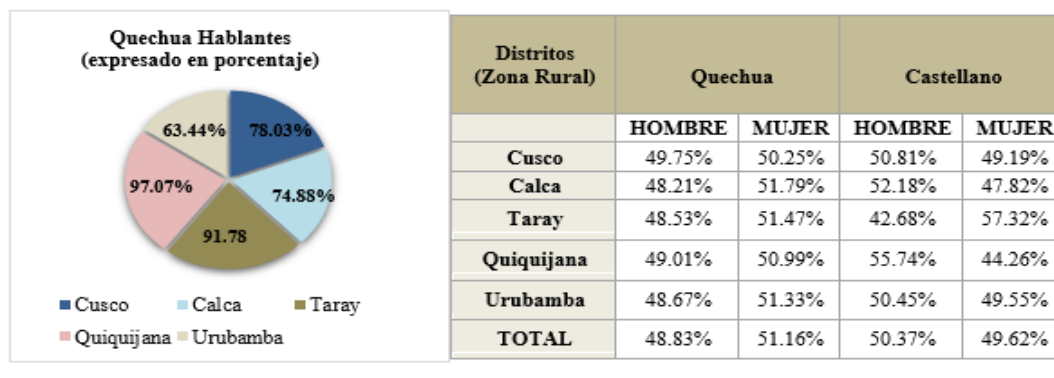 Quechua Hablantes
(expresado en porcentaje)
63.44% 78.03%
97.07% 74.88%
91.78
Cusco Calca Taray
Quiquijana Urubamba
Distritos
(Zona Rural) Quechua Castellano
HOMBRE MUJER HOMBRE MUJER
Cusco 49.75% 50.25% 50.81% 49.19%
Calca 48.21% 51.79% 52.18% 47.82%
Taray 48.53% 51.47% 42.68% 57.32%
Quiquijana 49.01% 50.99% 55.74% 44.26%
Urubamba 48.67% 51.33% 50.45% 49.55%
TOTAL 48.83% 51.16% 50.37% 49.62%